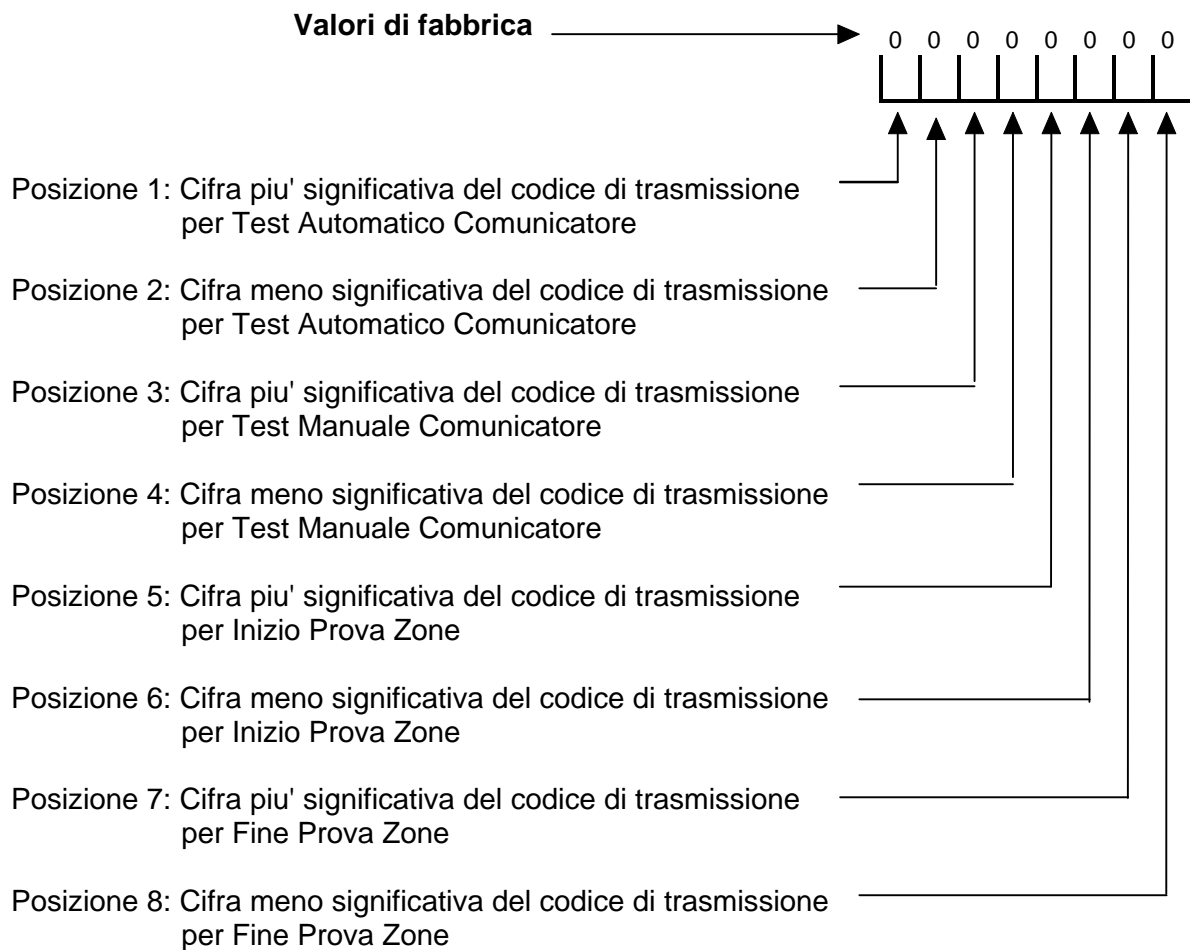 Valori di fabbrica
0 0 0 0 0 0 0 0
Posizione 1: Cifra piu' significativa del codice di trasmissione
per Test Automatico Comunicatore
Posizione 2: Cifra meno significativa del codice di trasmissione
per Test Automatico Comunicatore
Posizione 3: Cifra piu' significativa del codice di trasmissione
per Test Manuale Comunicatore
Posizione 4: Cifra meno significativa del codice di trasmissione
per Test Manuale Comunicatore
Posizione 5: Cifra piu' significativa del codice di trasmissione
per Inizio Prova Zone
Posizione 6: Cifra meno significativa del codice di trasmissione
per Inizio Prova Zone
Posizione 7: Cifra piu' significativa del codice di trasmissione
per Fine Prova Zone
Posizione 8: Cifra meno significativa del codice di trasmissione
per Fine Prova Zone